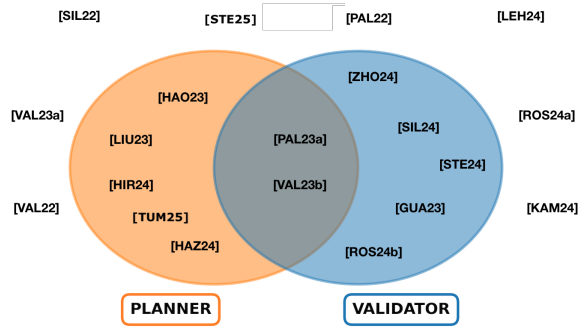 [SIL22]
[STE25]
[PAL22]
[LEH24]
[ZHO24]
[HAO23]
[VAL23a]
[ROS24a]
[SIL24]
[LIU23]
[PAL23a]
[STE24]
[HIR24]
[VAL23b]
[VAL22]
[TUM25]
[GUA23]
[KAM24]
[HAZ24]
[ROS24b]
PLANNER
VALIDATOR